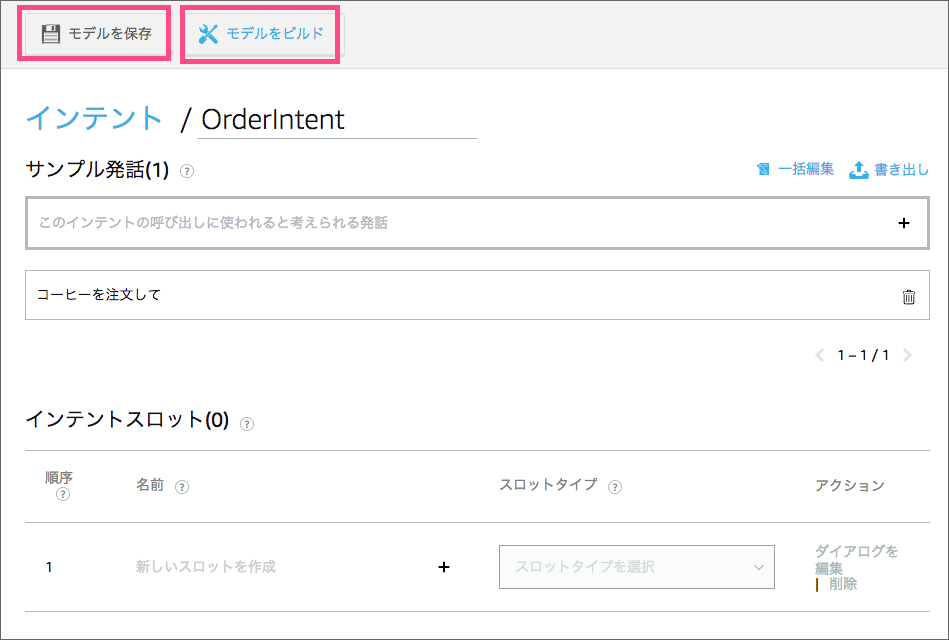 モデルを保存 モデルをビルド
インテント / OrderIntent
サンプル発話(1) ? 一括編集 書き出し
このインテントの呼び出しに使われると考えられる発話 +
コーヒーを注文して
< 1 – 1 / 1 >
インテントスロット(0) ?
順序 ? 名前 ? スロットタイプ ? アクション
1 新しいスロットを作成 + スロットタイプを選択 ダイアログを
編集
| 削除